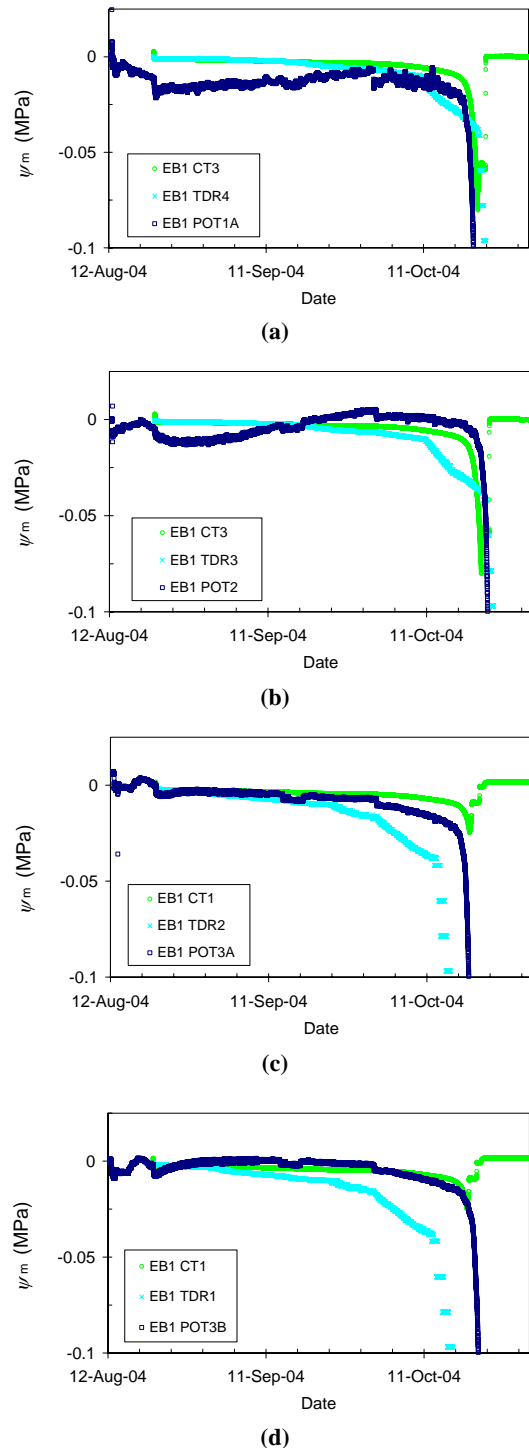 0
-0.05
-0.1
ψm (MPa)
EB1 CT3
EB1 TDR4
EB1 POT1A
12-Aug-04 11-Sep-04 11-Oct-04
Date
(a)
0
-0.05
-0.1
ψm (MPa)
EB1 CT3
EB1 TDR3
EB1 POT2
12-Aug-04 11-Sep-04 11-Oct-04
Date
(b)
0
-0.05
-0.1
ψm (MPa)
EB1 CT1
EB1 TDR2
EB1 POT3A
12-Aug-04 11-Sep-04 11-Oct-04
Date
(c)
0
-0.05
-0.1
ψm (MPa)
EB1 CT1
EB1 TDR1
EB1 POT3B
12-Aug-04 11-Sep-04 11-Oct-04
Date
(d)